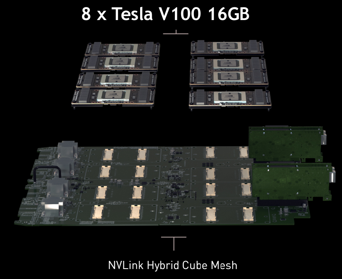 8 x Tesla V100 16GB
NVLink Hybrid Cube Mesh